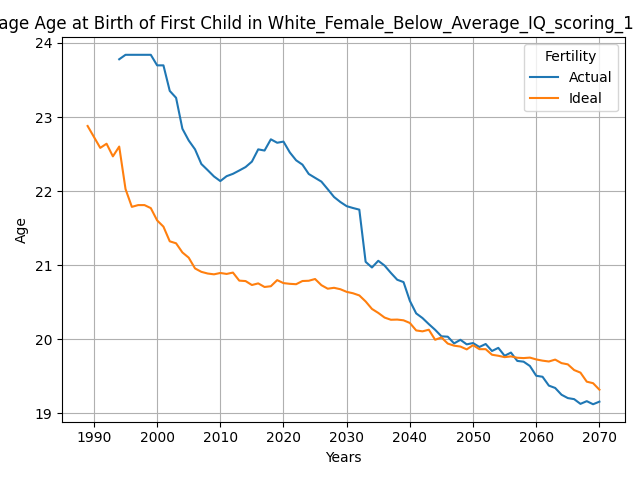 age Age at Birth of First Child in White_Female_Below_Average_IQ_scoring_1
Fertility
Actual
Ideal
24
23
22
21
20
19
Age
1990 2000 2010 2020 2030 2040 2050 2060 2070
Years